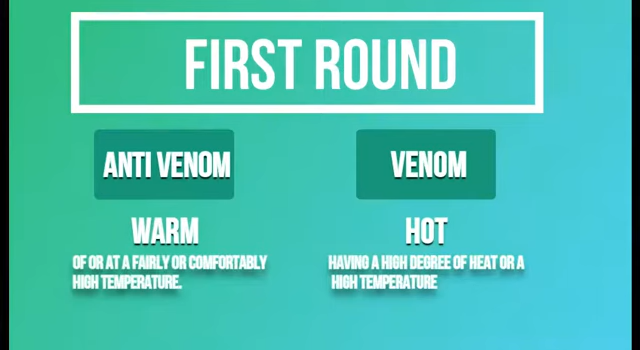 FIRST ROUND
ANTI VENOM
VENOM
WARM
HOT
OF OR AT A FAIRLY OR COMFORTABLY
HIGH TEMPERATURE.
HAVING A HIGH DEGREE OF HEAT OR A
HIGH TEMPERATURE